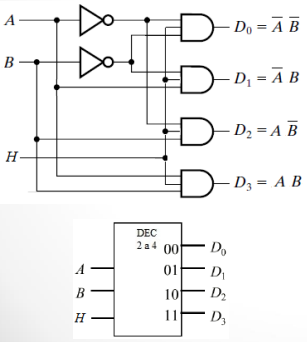 A
B
H
D₀ = A̅ B̅
D₁ = A̅ B
D₂ = A B̅
D₃ = A B
DEC
2 a 4
A
B
H
00 D₀
01 D₁
10 D₂
11 D₃